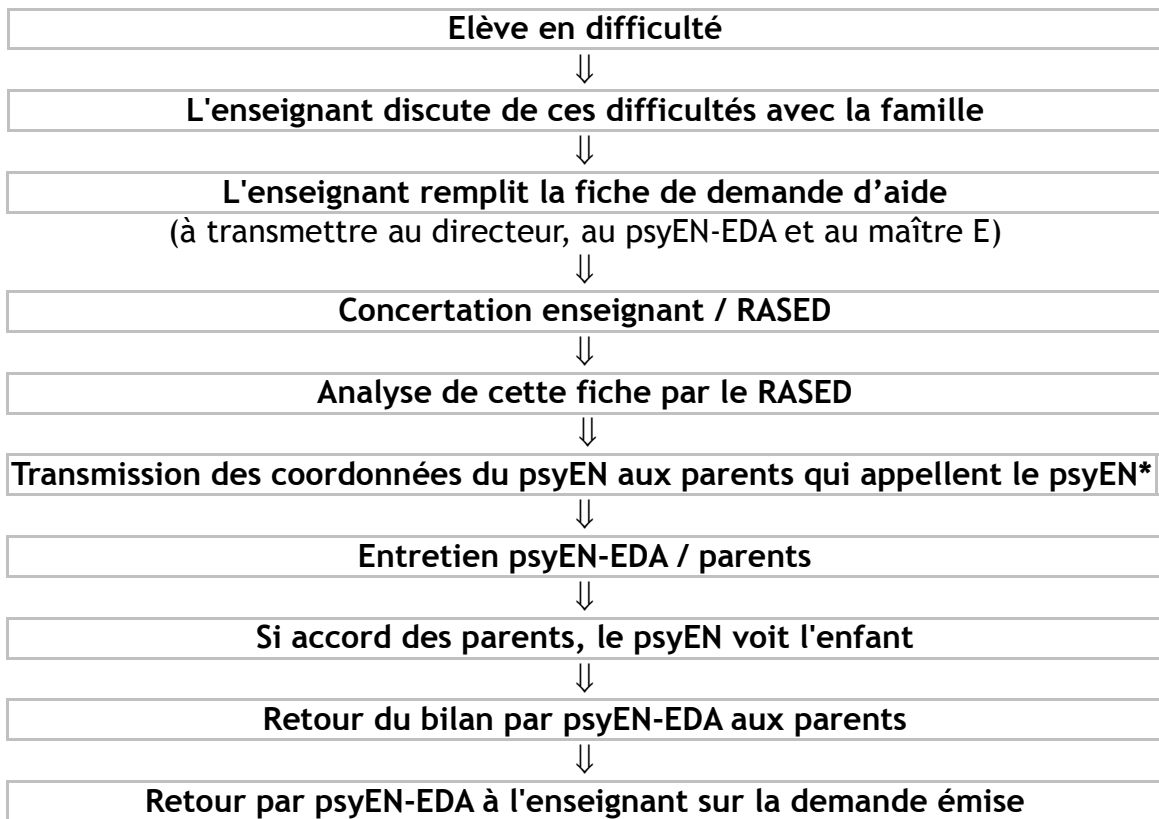 Elève en difficulté
⇓
L'enseignant discute de ces difficultés avec la famille
⇓
L'enseignant remplit la fiche de demande d’aide
(à transmettre au directeur, au psyEN-EDA et au maître E)
⇓
Concertation enseignant / RASED
⇓
Analyse de cette fiche par le RASED
⇓
Transmission des coordonnées du psyEN aux parents qui appellent le psyEN*
⇓
Entretien psyEN-EDA / parents
⇓
Si accord des parents, le psyEN voit l'enfant
⇓
Retour du bilan par psyEN-EDA aux parents
⇓
Retour par psyEN-EDA à l'enseignant sur la demande émise